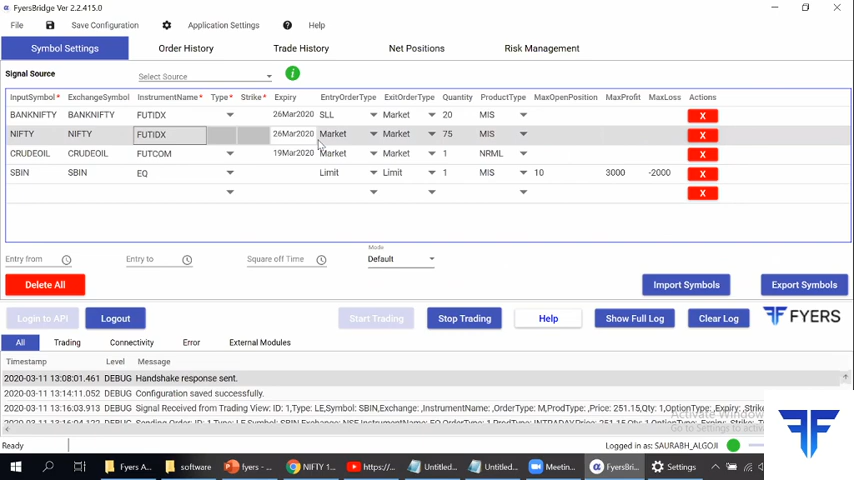 FyersBridge Ver 2.2.415.0
File Save Configuration Application Settings Help
Symbol Settings Order History Trade History Net Positions Risk Management
Signal Source Select Source
InputSymbol* ExchangeSymbol InstrumentName* Type* Strike* Expiry EntryOrderType ExitOrderType Quantity ProductType MaxOpenPosition MaxProfit MaxLoss Actions
BANKNIFTY BANKNIFTY FUTIDX 26Mar2020 SLL Market 20 MIS X
NIFTY NIFTY FUTIDX 26Mar2020 Market Market 75 MIS X
CRUDEOIL CRUDEOIL FUTCOM 19Mar2020 Market Market 1 NRML X
SBIN SBIN EQ Limit Limit 1 MIS 10 3000 -2000 X
X
Mode
Entry from Entry to Square off Time Default
Delete All Import Symbols Export Symbols
Login to API Logout Start Trading Stop Trading Help Show Full Log Clear Log FYERS
All Trading Connectivity Error External Modules
Timestamp Level Message
2020-03-11 13:08:01.461 DEBUG Handshake response sent.
2020-03-11 13:14:11.052 DEBUG Configuration saved successfully.
2020-03-11 13:16:03.913 DEBUG Signal Received from Trading View: ID: 1,Type: LE,Symbol: SBIN,Exchange: ,InstrumentName: ,OrderType: M,ProdType: ,Price: 251.15,Qty: 1,OptionType: ,Expiry: ,Strike:
Activate Windows
Go to Settings to activ
Ready Logged in as: SAURABH_ALGOJI
Fyers A... software fyers - ... NIFTY 1... https:/... Untitled... Untitled... Meetin... FyersBri... Settings